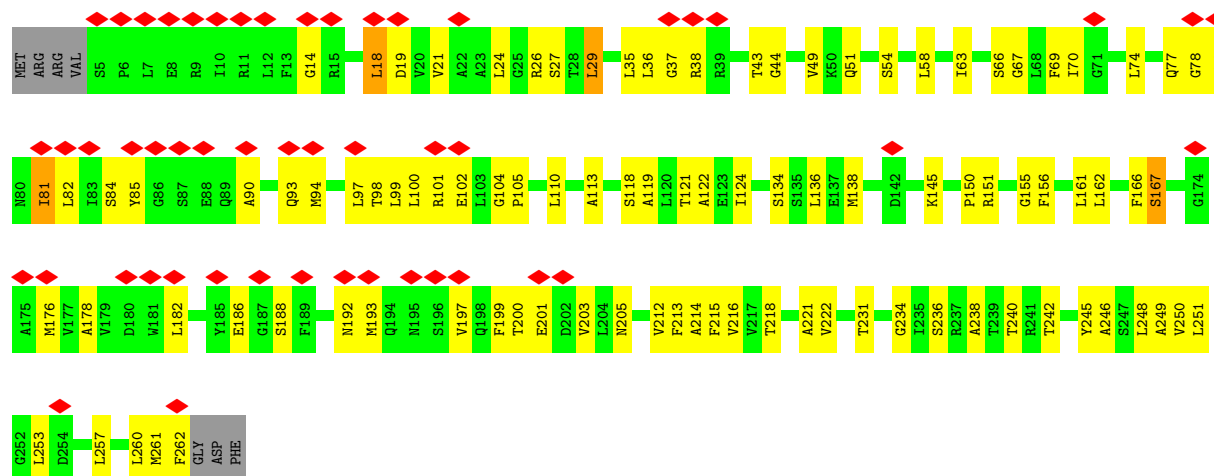 MET ARG ARG VAL S5 P6 L7 E8 R9 I10 R11 L12 F13 G14 R15 L18 D19 V20 V21 A22 A23 L24 G25 R26 S27 T28 L29 L35 L36 G37 R38 R39 T43 G44 V49 K50 Q51 S54 L58 I63 S66 G67 L68 F69 I70 G71 L74 Q77 G78
N80 I81 L82 I83 S84 Y85 G86 S87 E88 Q89 A90 Q93 M94 L97 T98 L99 L100 R101 E102 L103 G104 P105 L110 A113 S118 A119 L120 T121 A122 E123 I124 S134 S135 L136 E137 M138 D142 K145 P150 R151 G155 F156 L161 L162 F166 S167 G174
A175 M176 V177 A178 V179 D180 W181 L182 Y185 E186 G187 S188 F189 N192 M193 Q194 N195 S196 V197 Q198 F199 T200 E201 D202 V203 L204 N205 V212 F213 A214 F215 V216 V217 T218 A221 V222 T231 G234 I235 S236 R237 A238 T239 T240 R241 T242 Y245 A246 S247 L248 A249 V250 L251
G252 L253 D254 L257 L260 M261 F262 GLY ASP PHE